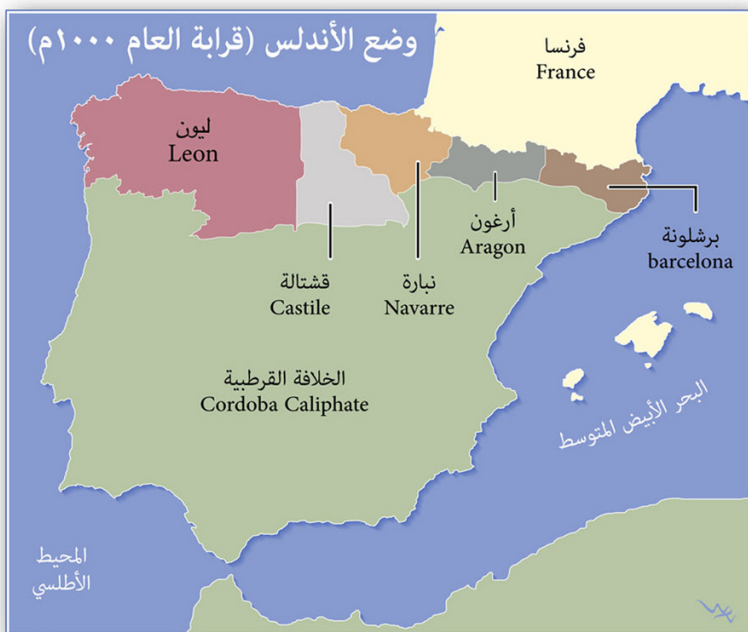 وضع الأندلس (قرابة العام ١٠٠٠م)
فرنسا
France
ليون
Leon
أرغون
Aragon
برشلونة
barcelona
قشتالة
Castile
نبارة
Navarre
الخلافة القرطبية
Cordoba Caliphate
البحر الأبيض المتوسط
المحيط
الأطلسي